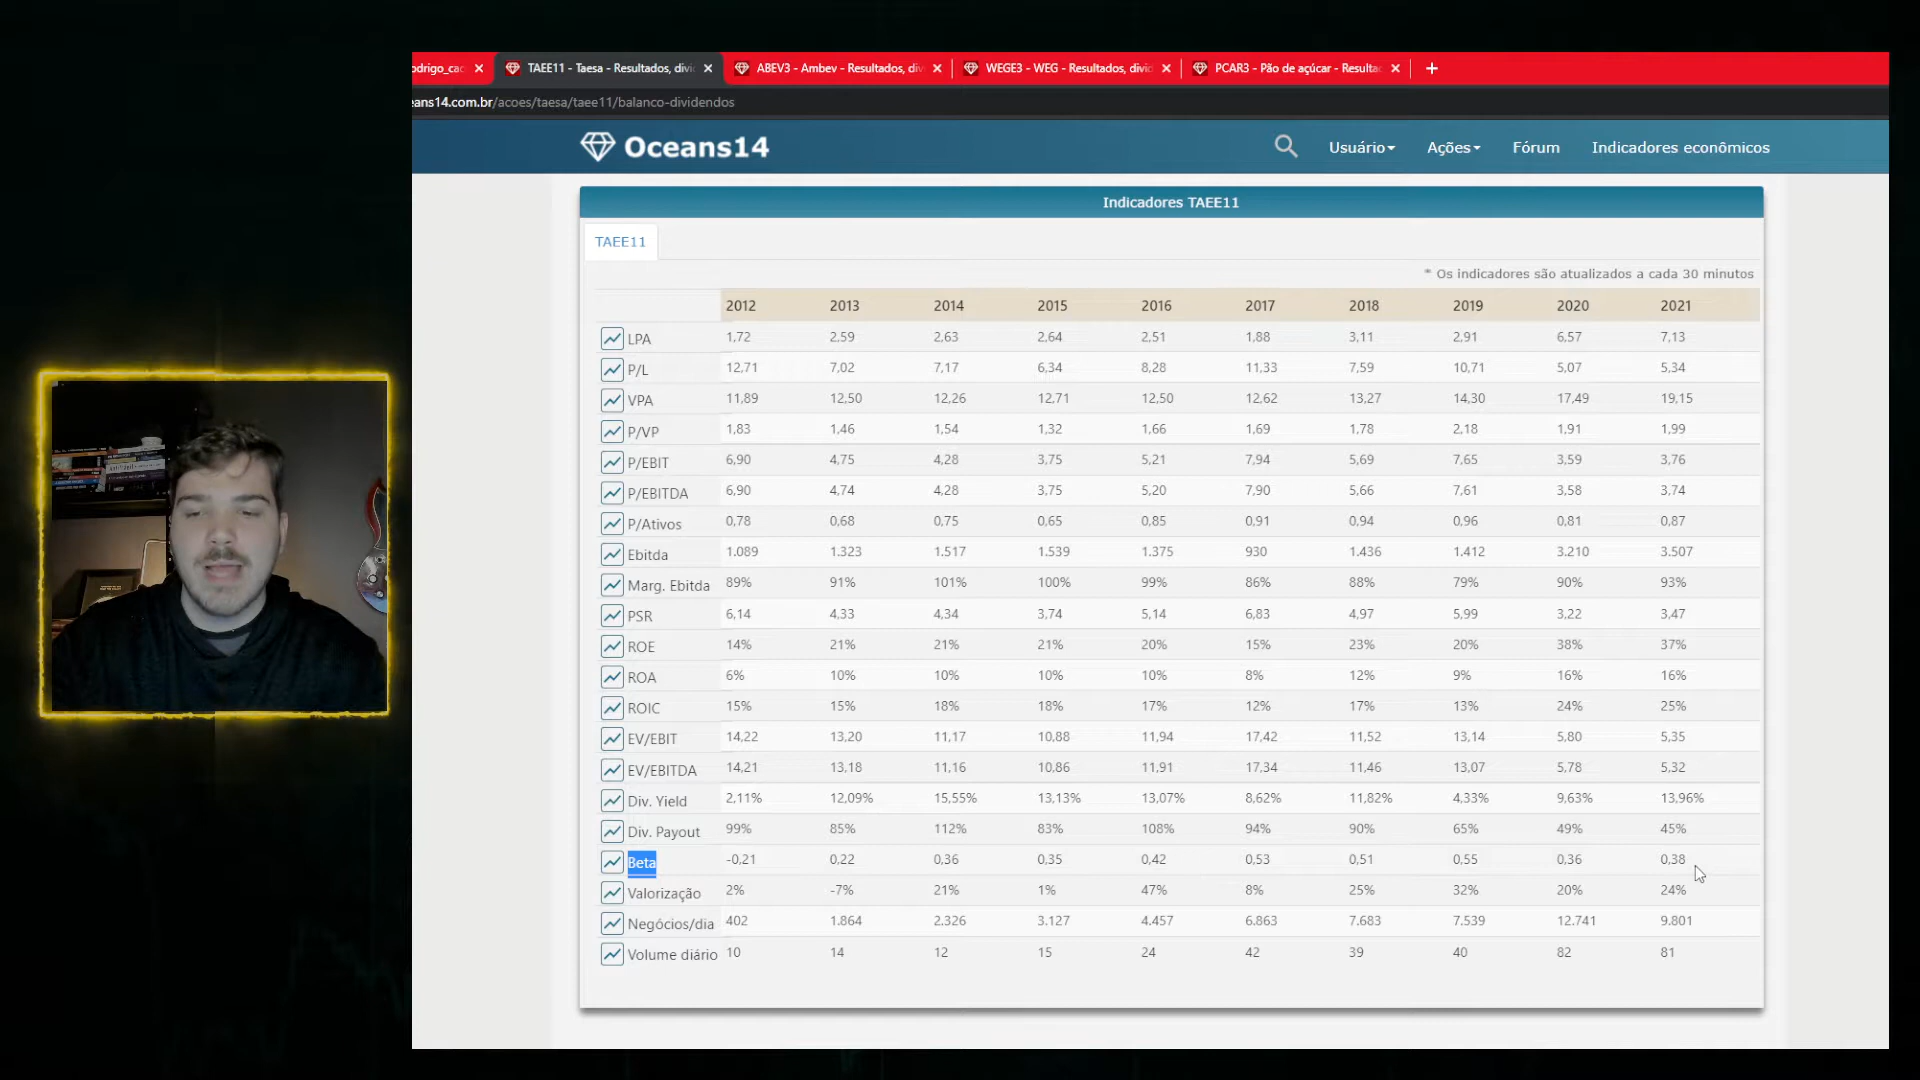 odrigo_cac
TAEE11 - Taesa - Resultados, divi
ABEV3 - Ambev - Resultados, div
WEGE3 - WEG - Resultados, divid
PCAR3 - Pão de açúcar - Resulta
eans14.com.br/acoes/taesa/taee11/balanco-dividendos
Oceans14
Usuário
Ações
Fórum
Indicadores econômicos
Indicadores TAEE11
TAEE11
* Os indicadores são atualizados a cada 30 minutos
2012 2013 2014 2015 2016 2017 2018 2019 2020 2021
LPA 1,72 2,59 2,63 2,64 2,51 1,88 3,11 2,91 6,57 7,13
P/L 12,71 7,02 7,17 6,34 8,28 11,33 7,59 10,71 5,07 5,34
VPA 11,89 12,50 12,26 12,71 12,50 12,62 13,27 14,30 17,49 19,15
P/VP 1,83 1,46 1,54 1,32 1,66 1,69 1,78 2,18 1,91 1,99
P/EBIT 6,90 4,75 4,28 3,75 5,21 7,94 5,69 7,65 3,59 3,76
P/EBITDA 6,90 4,74 4,28 3,75 5,20 7,90 5,66 7,61 3,58 3,74
P/Ativos 0,78 0,68 0,75 0,65 0,85 0,91 0,94 0,96 0,81 0,87
Ebitda 1.089 1.323 1.517 1.539 1.375 930 1.436 1.412 3.210 3.507
Marg. Ebitda 89% 91% 101% 100% 99% 86% 88% 79% 90% 93%
PSR 6,14 4,33 4,34 3,74 5,14 6,83 4,97 5,99 3,22 3,47
ROE 14% 21% 21% 21% 20% 15% 23% 20% 38% 37%
ROA 6% 10% 10% 10% 10% 8% 12% 9% 16% 16%
ROIC 15% 15% 18% 18% 17% 12% 17% 13% 24% 25%
EV/EBIT 14,22 13,20 11,17 10,88 11,94 17,42 11,52 13,14 5,80 5,35
EV/EBITDA 14,21 13,18 11,16 10,86 11,91 17,34 11,46 13,07 5,78 5,32
Div. Yield 2,11% 12,09% 15,55% 13,13% 13,07% 8,62% 11,82% 4,33% 9,63% 13,96%
Div. Payout 99% 85% 112% 83% 108% 94% 90% 65% 49% 45%
Beta -0,21 0,22 0,36 0,35 0,42 0,53 0,51 0,55 0,36 0,38
Valorização 2% -7% 21% 1% 47% 8% 25% 32% 20% 24%
Negócios/dia 402 1.864 2.326 3.127 4.457 6.863 7.683 7.539 12.741 9.801
Volume diário 10 14 12 15 24 42 39 40 82 81